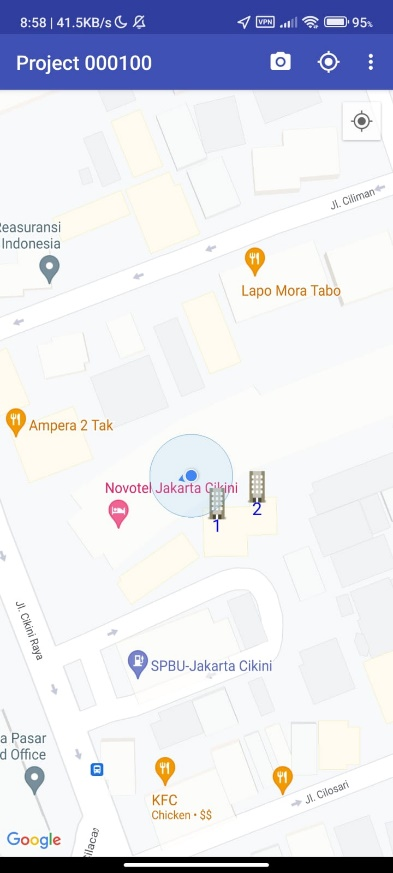 8:58 | 41.5KB/s
VPN
95%
Project 000100
Jl. Ciliman
Reasuransi
Indonesia
Lapo Mora Tabo
Ampera 2 Tak
Novotel Jakarta Cikini
1
2
Jl. Cikini Raya
SPBU-Jakarta Cikini
a Pasar
d Office
KFC
Chicken • $$
Jl. Cilosari
ilacap
Google